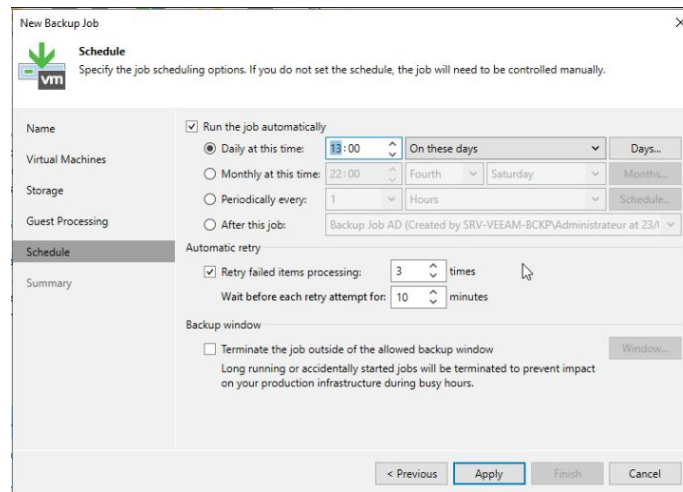 New Backup Job
Schedule
Specify the job scheduling options. If you do not set the schedule, the job will need to be controlled manually.
vm
Name
Virtual Machines
Storage
Guest Processing
Schedule
Summary
Run the job automatically
Daily at this time: 13:00 On these days Days...
Monthly at this time: 22:00 Fourth Saturday Months...
Periodically every: 1 Hours Schedule...
After this job: Backup Job AD (Created by SRV-VEEAM-BCKP\Administrateur at 23/
Automatic retry
Retry failed items processing: 3 times
Wait before each retry attempt for: 10 minutes
Backup window
Terminate the job outside of the allowed backup window Window...
Long running or accidentally started jobs will be terminated to prevent impact
on your production infrastructure during busy hours.
< Previous Apply Finish Cancel